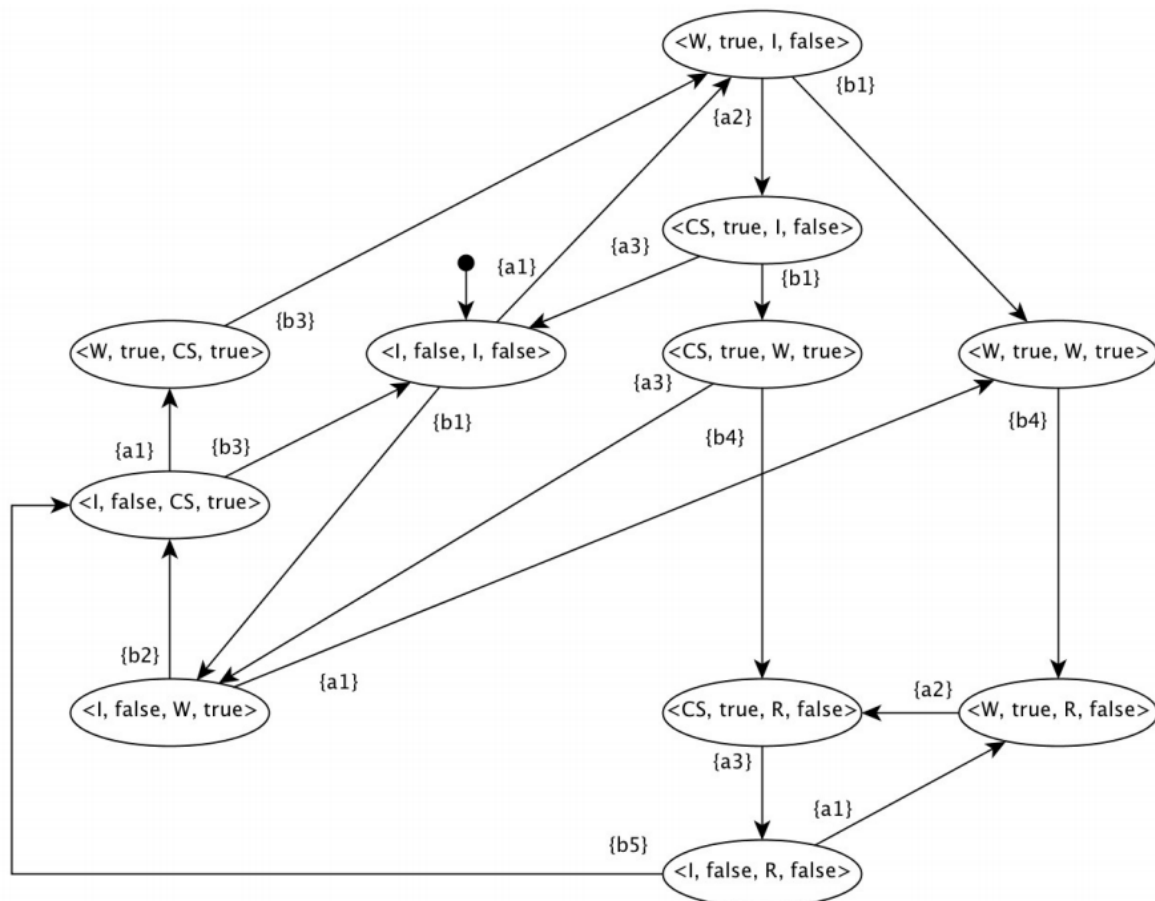 <W, true, I, false>
{b1}
{a2}
<CS, true, I, false>
{a3}
{a1}
{b1}
{b3}
<W, true, CS, true>
<I, false, I, false>
<CS, true, W, true>
<W, true, W, true>
{a3}
{b1}
{b4}
{b4}
{a1}
{b3}
<I, false, CS, true>
{b2}
{a1}
<I, false, W, true>
<CS, true, R, false>
{a2}
<W, true, R, false>
{a3}
{a1}
{b5}
<I, false, R, false>